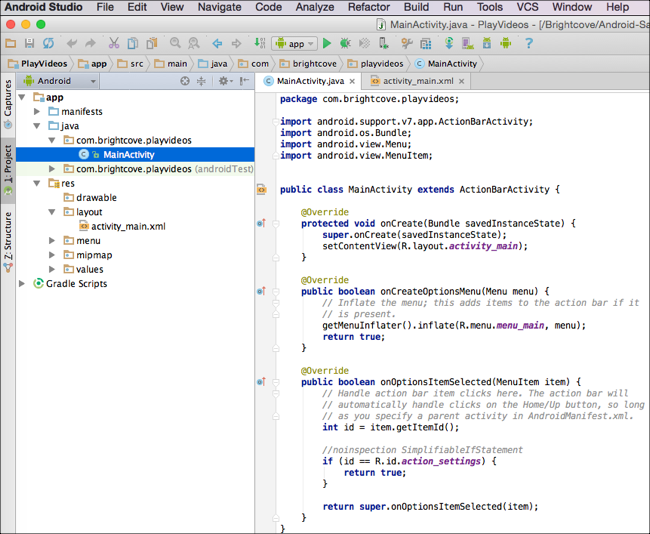 Android Studio File Edit View Navigate Code Analyze Refactor Build Run Tools VCS Window Help
MainActivity.java - PlayVideos - [/Brightcove/Android-Sa
app
PlayVideos app src main java com brightcove playvideos MainActivity
Captures
1: Project
Z: Structure
Android
app
manifests
java
com.brightcove.playvideos
MainActivity
com.brightcove.playvideos (androidTest)
res
drawable
layout
activity_main.xml
menu
mipmap
values
Gradle Scripts
MainActivity.java activity_main.xml
package com.brightcove.playvideos;
import android.support.v7.app.ActionBarActivity;
import android.os.Bundle;
import android.view.Menu;
import android.view.MenuItem;
public class MainActivity extends ActionBarActivity {
@Override
protected void onCreate(Bundle savedInstanceState) {
super.onCreate(savedInstanceState);
setContentView(R.layout.activity_main);
}
@Override
public boolean onCreateOptionsMenu(Menu menu) {
// Inflate the menu; this adds items to the action bar if it
// is present.
getMenuInflater().inflate(R.menu.menu_main, menu);
return true;
}
@Override
public boolean onOptionsItemSelected(MenuItem item) {
// Handle action bar item clicks here. The action bar will
// automatically handle clicks on the Home/Up button, so long
// as you specify a parent activity in AndroidManifest.xml.
int id = item.getItemId();
//noinspection SimplifiableIfStatement
if (id == R.id.action_settings) {
return true;
}
return super.onOptionsItemSelected(item);
}
}